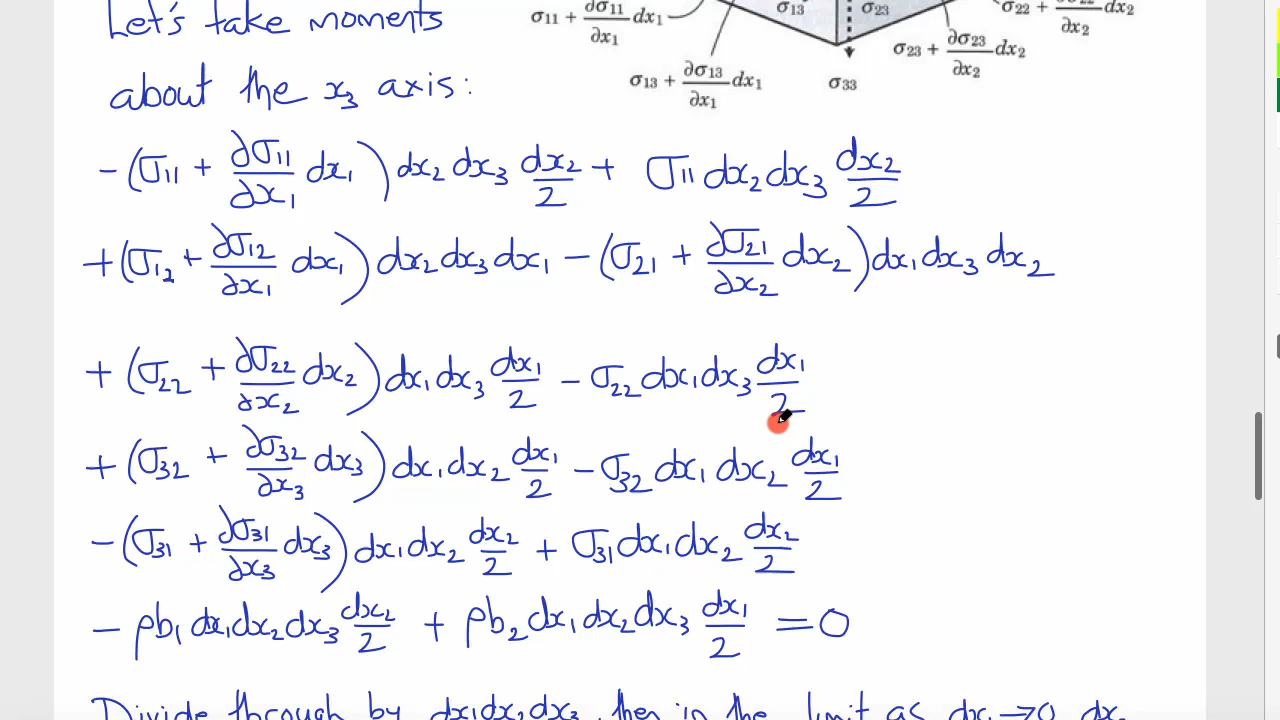 Let's take moments
about the x₃ axis:
σ11 + ∂σ11/∂x1 dx1
σ13
σ23
σ22 + dx2
∂x2
σ23 + ∂σ23/∂x2 dx2
σ13 + ∂σ13/∂x1 dx1
σ33
- (σ11 + ∂σ11/∂x1 dx1) dx2 dx3 dx2/2 + σ11 dx2 dx3 dx2/2
+ (σ12 + ∂σ12/∂x1 dx1) dx2 dx3 dx1 - (σ21 + ∂σ21/∂x2 dx2) dx1 dx3 dx2
+ (σ22 + ∂σ22/∂x2 dx2) dx1 dx3 dx1/2 - σ22 dx1 dx3 dx1/2
+ (σ32 + ∂σ32/∂x3 dx3) dx1 dx2 dx1/2 - σ32 dx1 dx2 dx1/2
- (σ31 + ∂σ31/∂x3 dx3) dx1 dx2 dx2/2 + σ31 dx1 dx2 dx2/2
- ρb1 dx1 dx2 dx3 dx2/2 + ρb2 dx1 dx2 dx3 dx1/2 = 0
Divide through by dx1 dx2 dx3, then in the limit as dx1 → 0, dx2